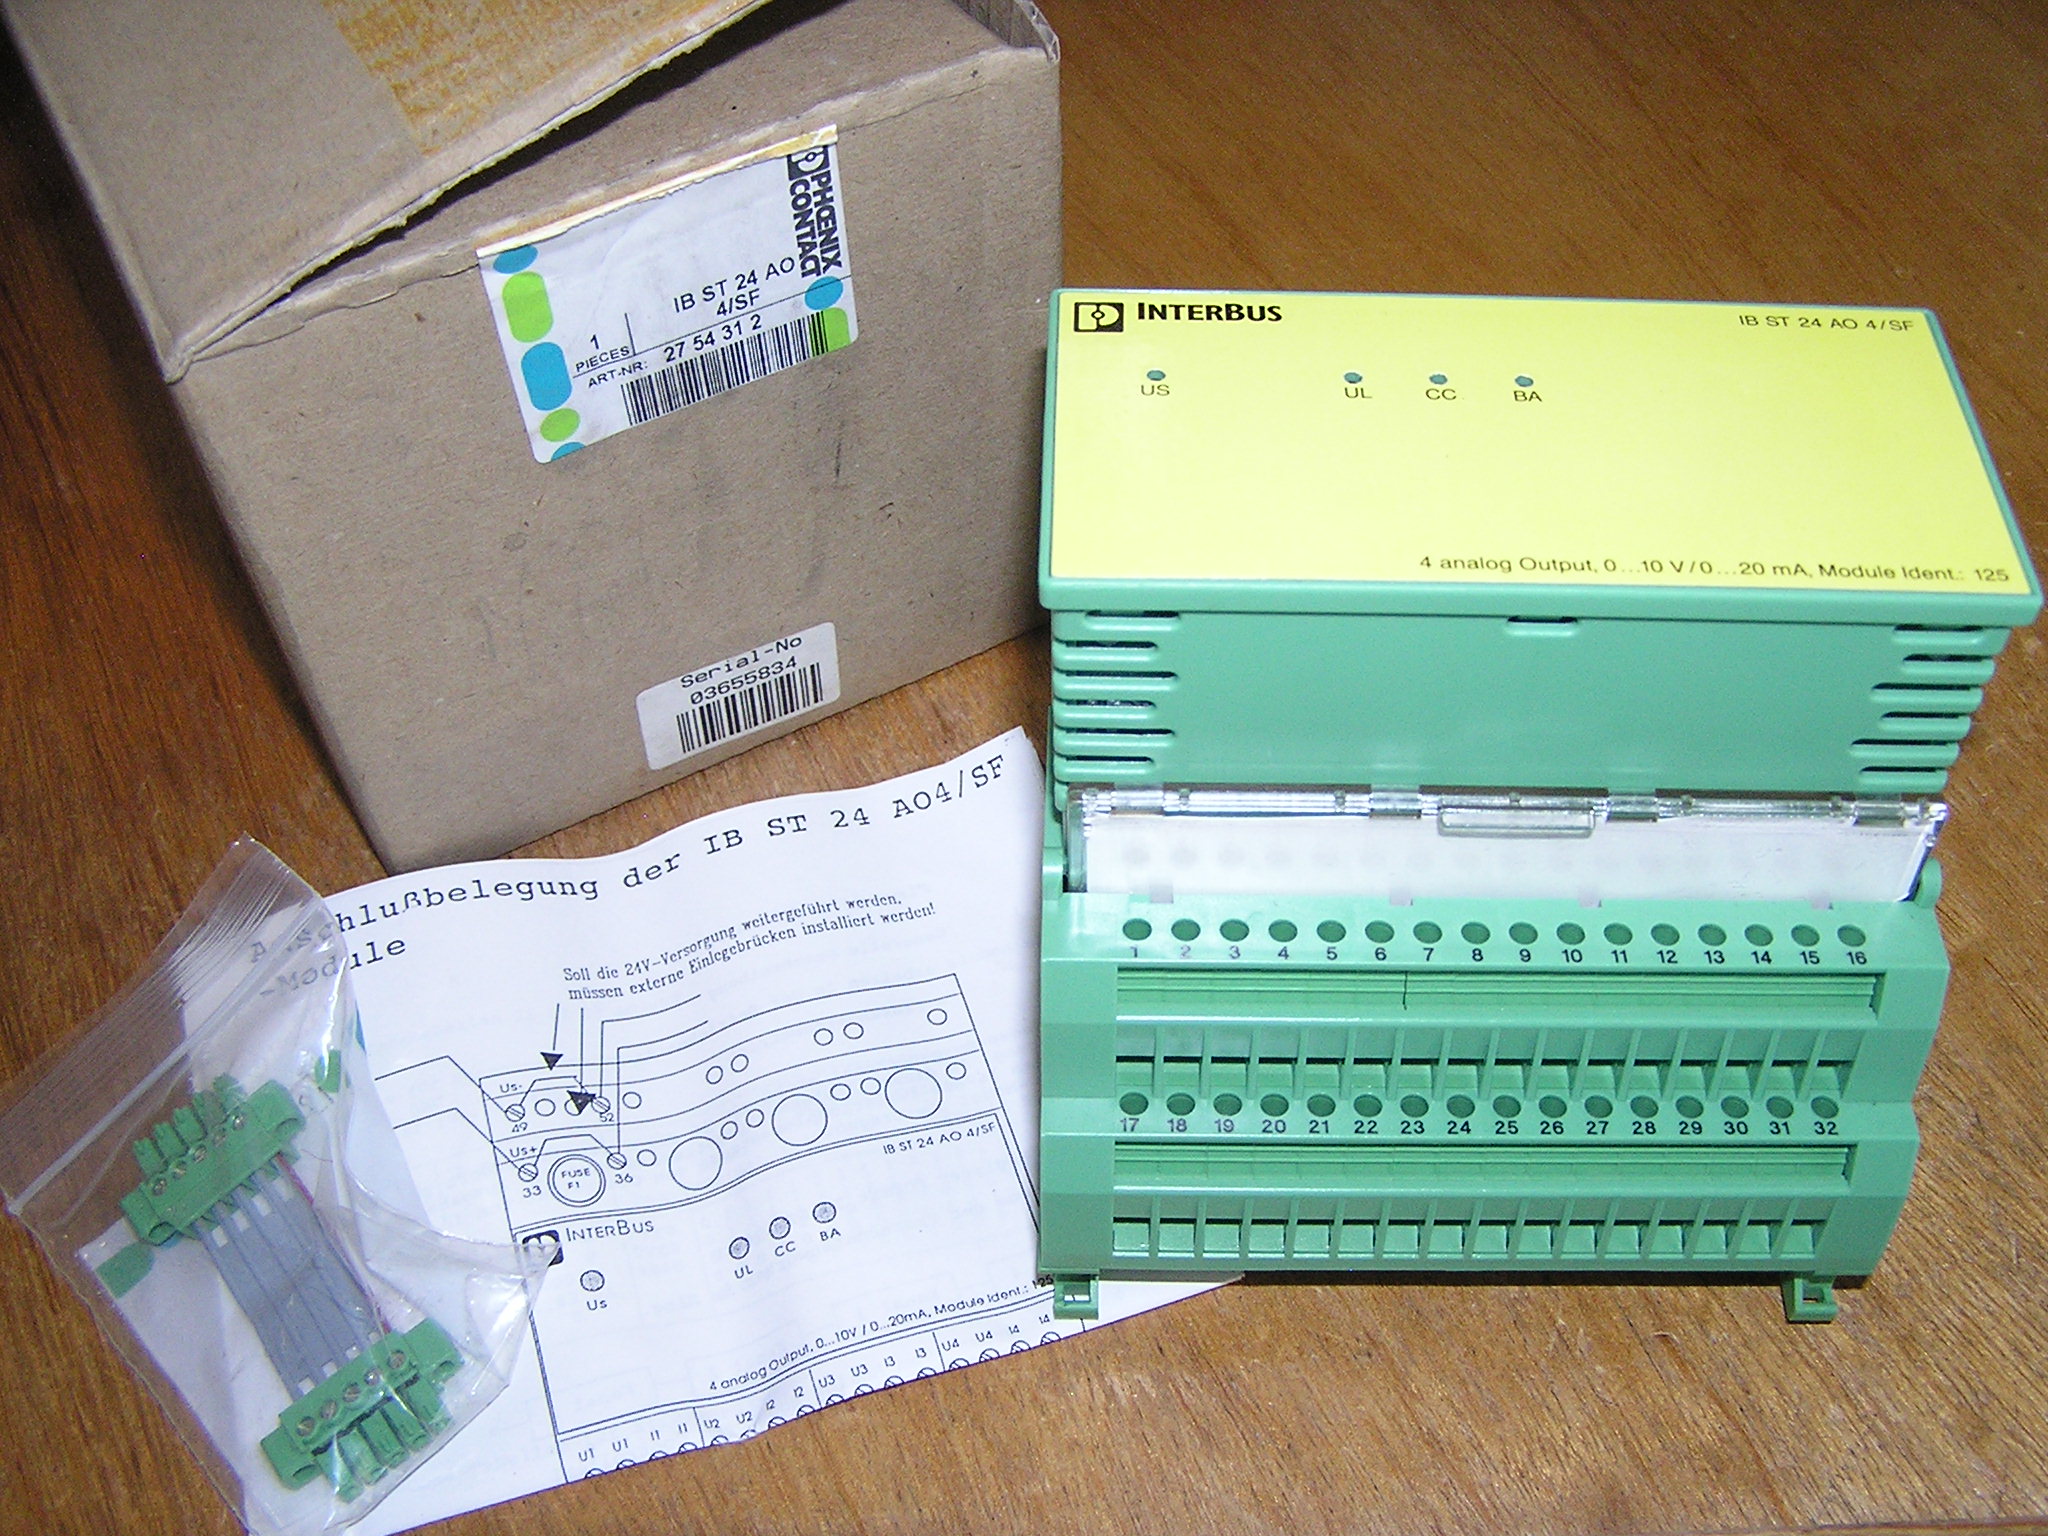 PHŒNIX
CONTACT
IB ST 24 AO
4/SF
1
PIECES
ART-NR: 27 54 31 2
Serial-No
03655834
INTERBUS
IB ST 24 AO 4/SF
US UL CC BA
4 analog Output, 0...10 V / 0...20 mA, Module Ident.: 125
1 2 3 4 5 6 7 8 9 10 11 12 13 14 15 16
17 18 19 20 21 22 23 24 25 26 27 28 29 30 31 32
Anschlußbelegung der IB ST 24 AO4/SF
-Module
Soll die 24V-Versorgung weitergeführt werden,
müssen externe Einlegebrücken installiert werden!
Us-
49 52
Us+
33 FUSE F1 36
IB ST 24 AO 4/SF
INTERBUS
Us UL CC BA
4 analog Output, 0...10V / 0...20mA, Module Ident.: 125
U1 U1 I1 I1 U2 U2 I2 I2 U3 U3 I3 I3 U4 U4 I4 I4